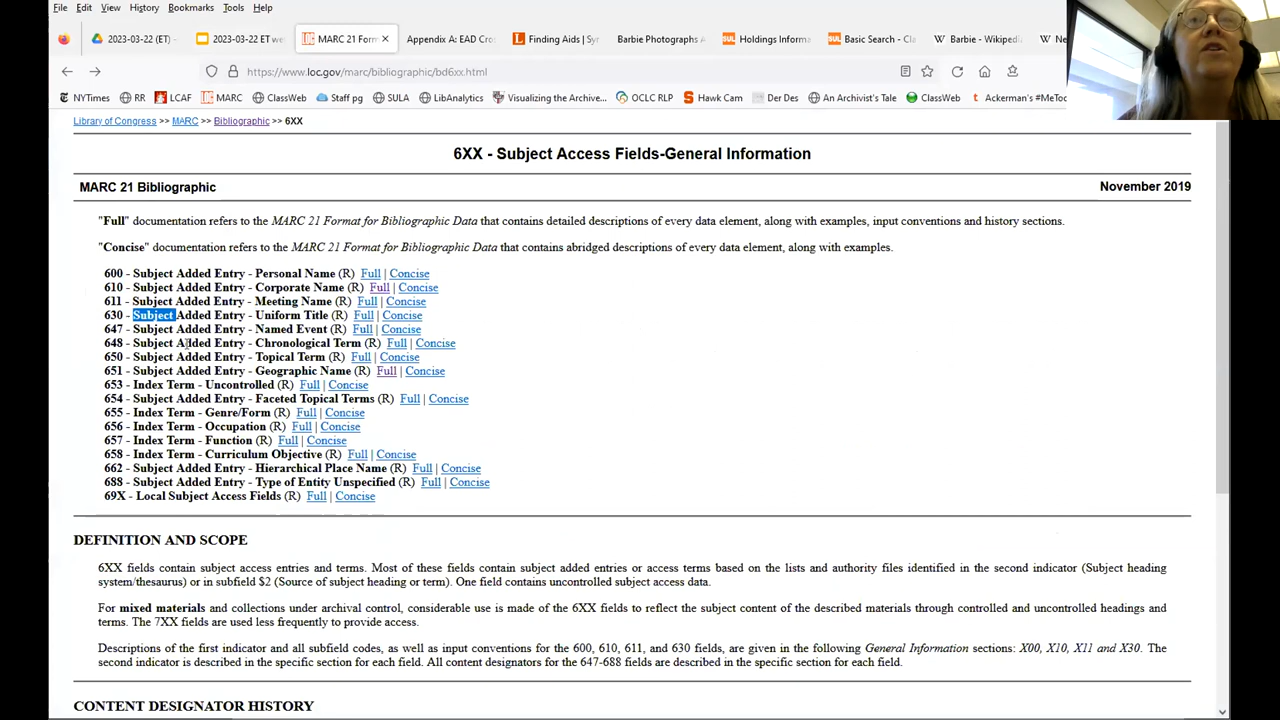 File Edit View History Bookmarks Tools Help
2023-03-22 (ET) 2023-03-22 ET we MARC 21 Form Appendix A: EAD Cro Finding Aids | Syr Barbie Photographs Holdings Informa Basic Search - Cla Barbie - Wikipedia
https://www.loc.gov/marc/bibliographic/bd6xx.html
NYTimes RR LCAF MARC ClassWeb Staff pg SULA LibAnalytics Visualizing the Archive... OCLC RLP Hawk Cam Der Des An Archivist's Tale ClassWeb Ackerman's #MeToo
Library of Congress >> MARC >> Bibliographic >> 6XX
6XX - Subject Access Fields-General Information
MARC 21 Bibliographic November 2019
"Full" documentation refers to the MARC 21 Format for Bibliographic Data that contains detailed descriptions of every data element, along with examples, input conventions and history sections.
"Concise" documentation refers to the MARC 21 Format for Bibliographic Data that contains abridged descriptions of every data element, along with examples.
600 - Subject Added Entry - Personal Name (R) Full | Concise
610 - Subject Added Entry - Corporate Name (R) Full | Concise
611 - Subject Added Entry - Meeting Name (R) Full | Concise
630 - Subject Added Entry - Uniform Title (R) Full | Concise
647 - Subject Added Entry - Named Event (R) Full | Concise
648 - Subject Added Entry - Chronological Term (R) Full | Concise
650 - Subject Added Entry - Topical Term (R) Full | Concise
651 - Subject Added Entry - Geographic Name (R) Full | Concise
653 - Index Term - Uncontrolled (R) Full | Concise
654 - Subject Added Entry - Faceted Topical Terms (R) Full | Concise
655 - Index Term - Genre/Form (R) Full | Concise
656 - Index Term - Occupation (R) Full | Concise
657 - Index Term - Function (R) Full | Concise
658 - Index Term - Curriculum Objective (R) Full | Concise
662 - Subject Added Entry - Hierarchical Place Name (R) Full | Concise
688 - Subject Added Entry - Type of Entity Unspecified (R) Full | Concise
69X - Local Subject Access Fields (R) Full | Concise
DEFINITION AND SCOPE
6XX fields contain subject access entries and terms. Most of these fields contain subject added entries or access terms based on the lists and authority files identified in the second indicator (Subject heading
system/thesaurus) or in subfield $2 (Source of subject heading or term). One field contains uncontrolled subject access data.
For mixed materials and collections under archival control, considerable use is made of the 6XX fields to reflect the subject content of the described materials through controlled and uncontrolled headings and
terms. The 7XX fields are used less frequently to provide access.
Descriptions of the first indicator and all subfield codes, as well as input conventions for the 600, 610, 611, and 630 fields, are given in the following General Information sections: X00, X10, X11 and X30. The
second indicator is described in the specific section for each field. All content designators for the 647-688 fields are described in the specific section for each field.
CONTENT DESIGNATOR HISTORY